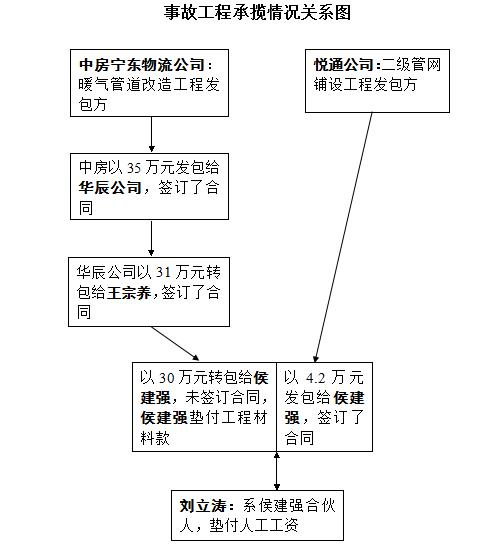 事故工程承揽情况关系图
中房宁东物流公司：
暖气管道改造工程发
包方
悦通公司:二级管网
铺设工程发包方
中房以 35 万元发包给
华辰公司，签订了合
同
华辰公司以 31 万元转
包给王宗养，签订了合
同
以 30 万元转包给侯
建强，未签订合同，
侯建强垫付工程材
料款
以 4.2 万元
发包给侯建
强，签订了
合同
刘立涛：系侯建强合伙
人，垫付人工工资